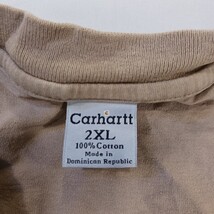 Carhartt
2XL
100% Cotton
Made in
Dominican Republic